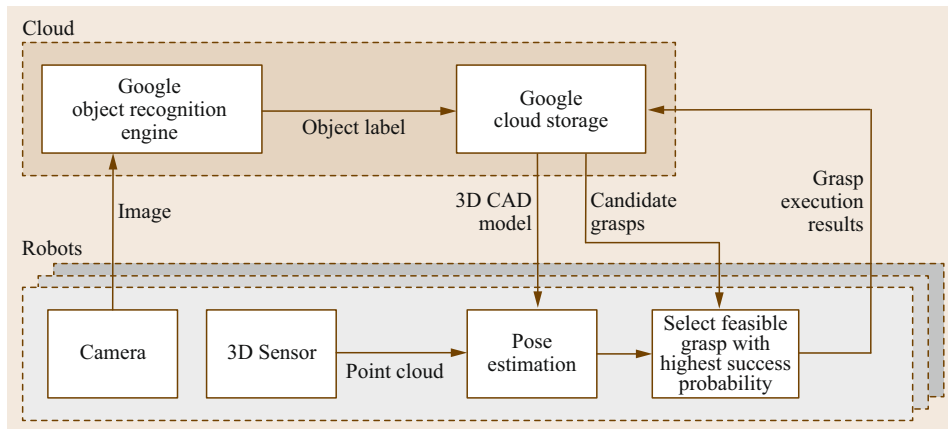 Cloud
Google
object recognition
engine
Object label
Google
cloud storage
Image
3D CAD
model
Candidate
grasps
Grasp
execution
results
Robots
Camera
3D Sensor
Point cloud
Pose
estimation
Select feasible
grasp with
highest success
probability